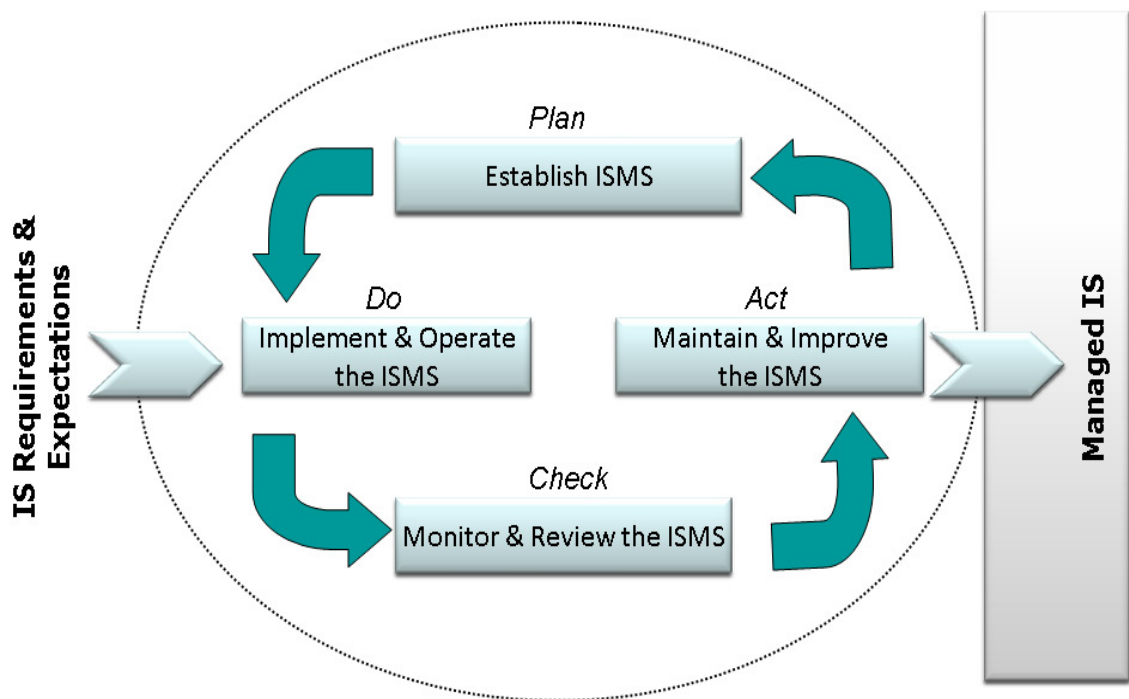 IS Requirements &
Expectations
Plan
Establish ISMS
Do
Implement & Operate
the ISMS
Act
Maintain & Improve
the ISMS
Check
Monitor & Review the ISMS
Managed IS